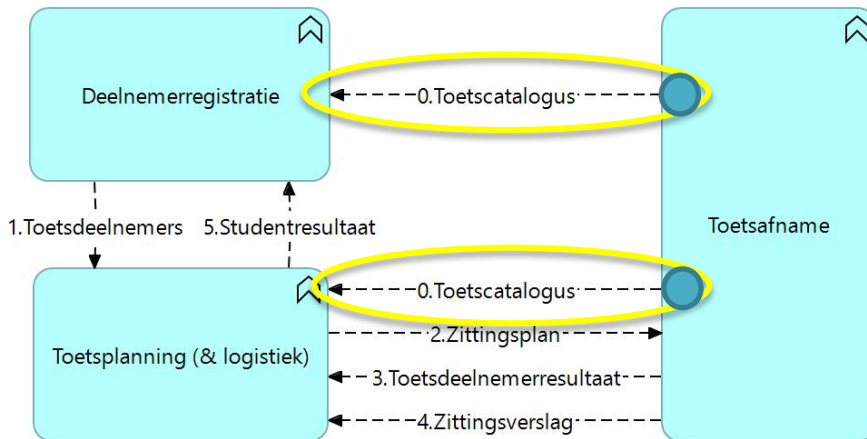 Deelnemerregistratie
0.Toetscatalogus
1.Toetsdeelnemers
5.Studentresultaat
Toetsafname
0.Toetscatalogus
2.Zittingsplan
Toetsplanning (& logistiek)
3.Toetsdeelnemerresultaat
4.Zittingsverslag